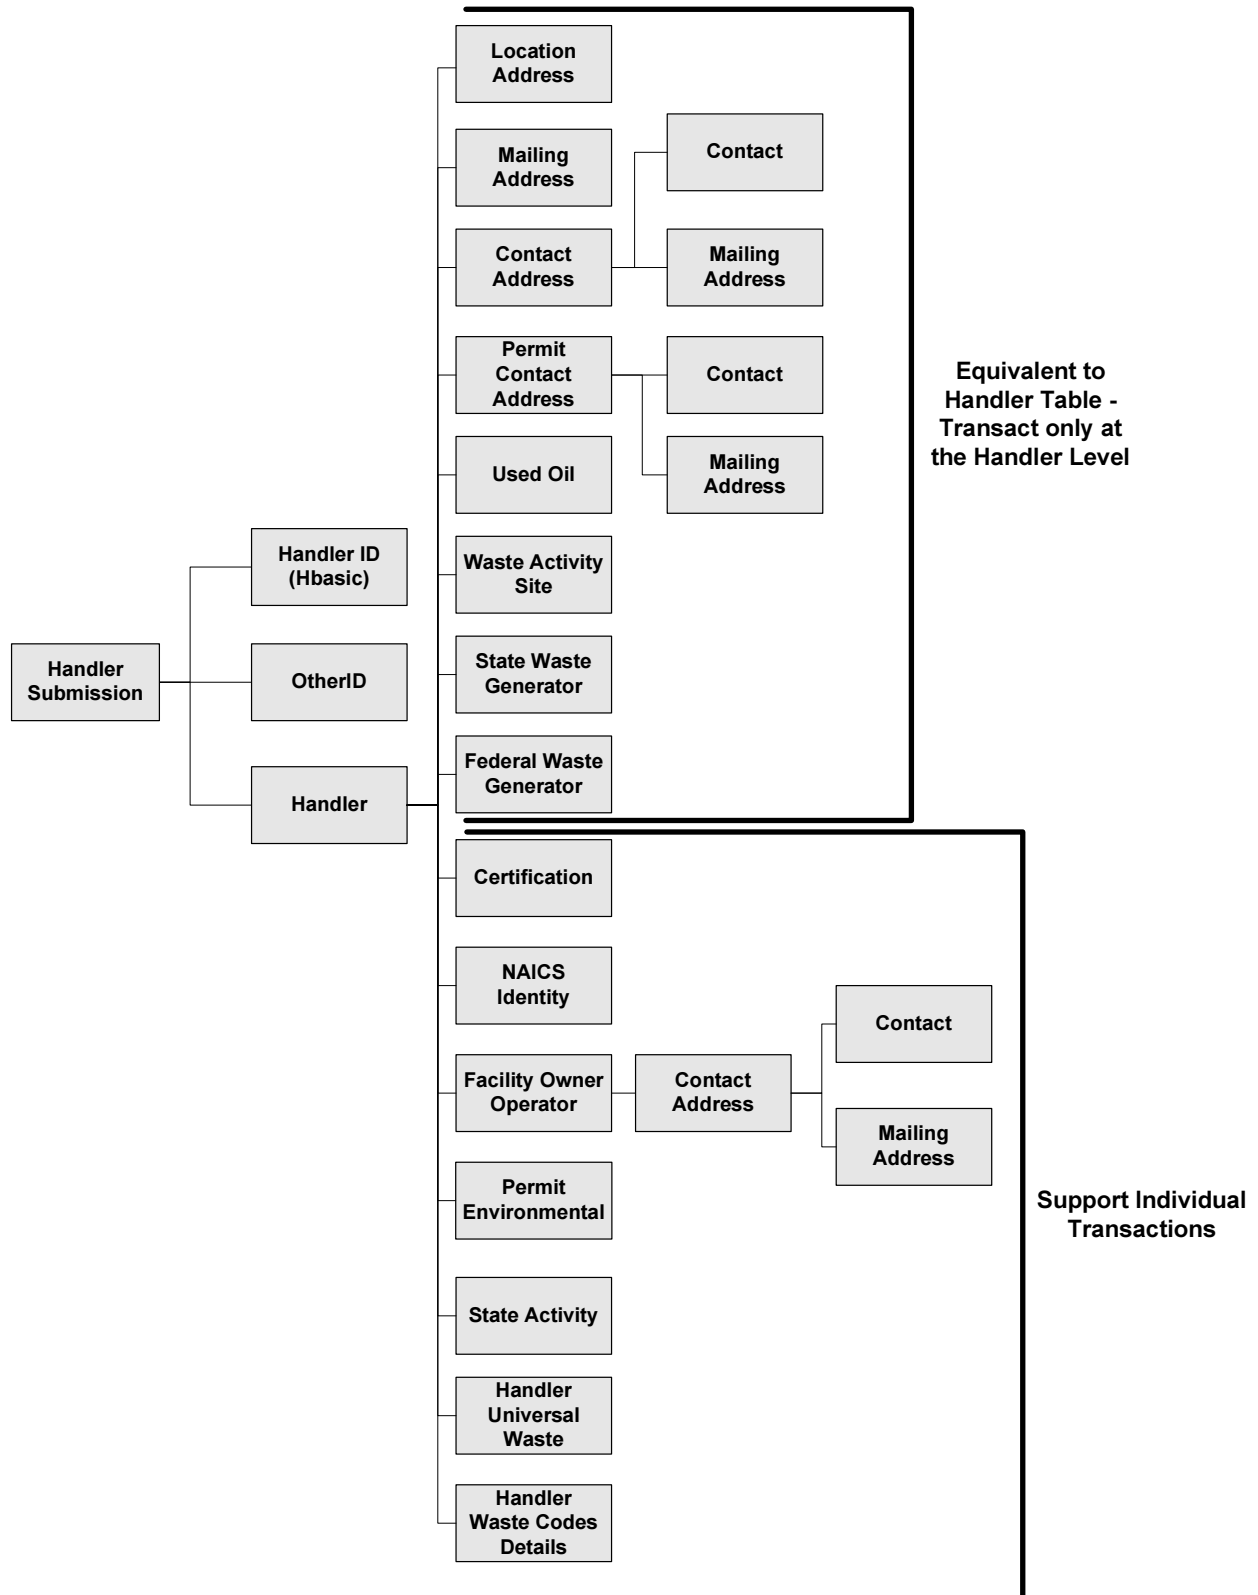 Location
Address
Mailing
Address
Contact
Contact
Address
Mailing
Address
Permit
Contact
Address
Contact
Mailing
Address
Used Oil
Equivalent to
Handler Table -
Transact only at
the Handler Level
Waste Activity
Site
State Waste
Generator
Federal Waste
Generator
Handler ID
(Hbasic)
Handler
Submission
OtherID
Handler
Certification
NAICS
Identity
Facility Owner
Operator
Contact
Address
Contact
Mailing
Address
Permit
Environmental
Support Individual
Transactions
State Activity
Handler
Universal
Waste
Handler
Waste Codes
Details